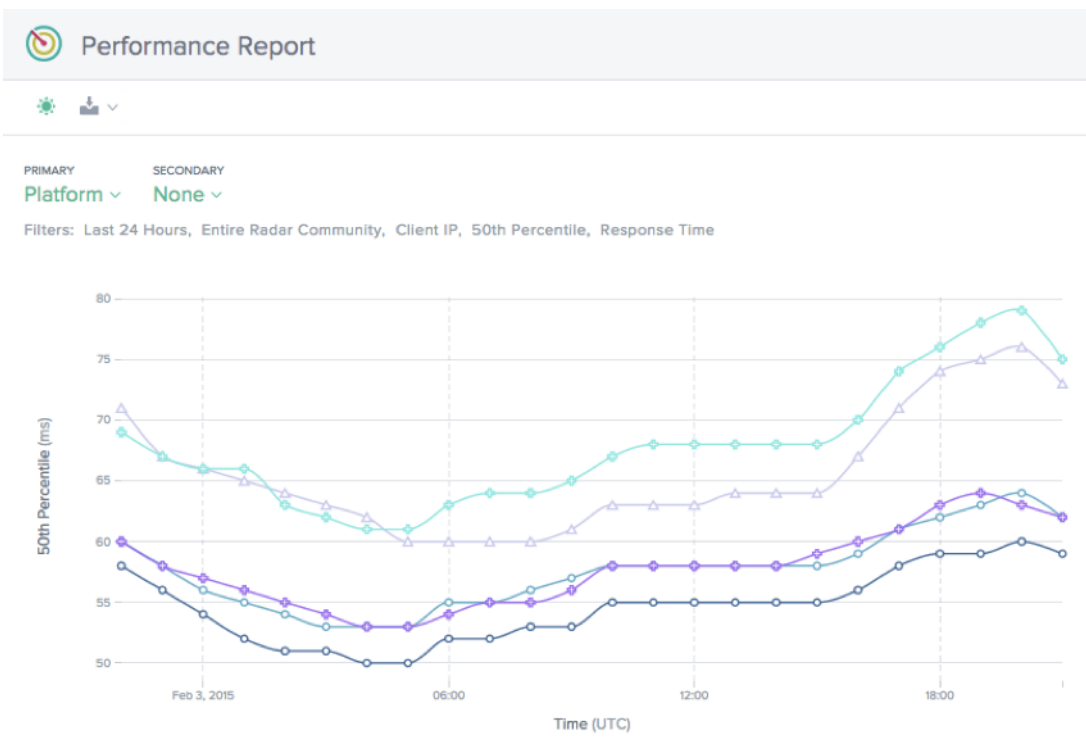 Performance Report
PRIMARY SECONDARY
Platform None
Filters: Last 24 Hours, Entire Radar Community, Client IP, 50th Percentile, Response Time
80
75
70
65
60
55
50
50th Percentile (ms)
Feb 3, 2015 06:00 12:00 18:00
Time (UTC)